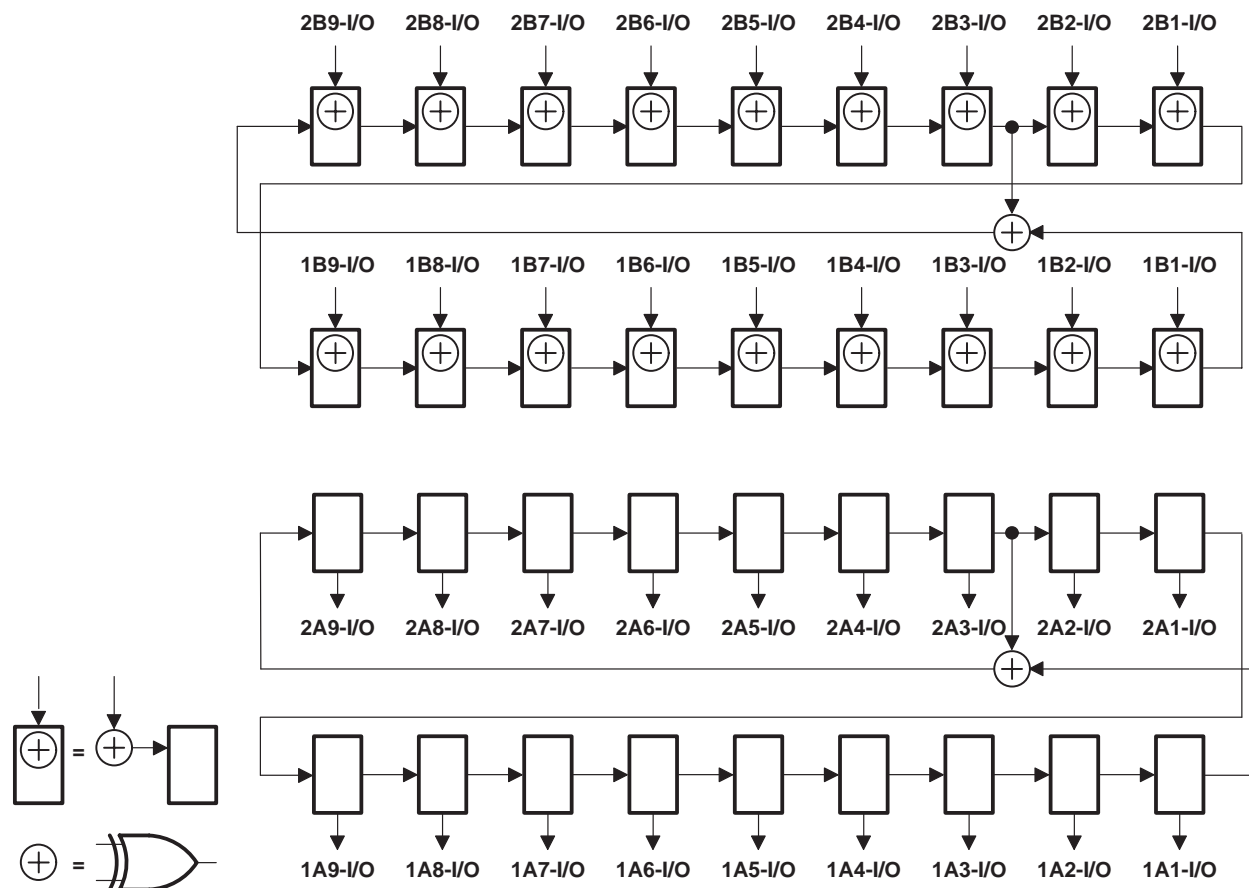 2B9-I/O 2B8-I/O 2B7-I/O 2B6-I/O 2B5-I/O 2B4-I/O 2B3-I/O 2B2-I/O 2B1-I/O
1B9-I/O 1B8-I/O 1B7-I/O 1B6-I/O 1B5-I/O 1B4-I/O 1B3-I/O 1B2-I/O 1B1-I/O
2A9-I/O 2A8-I/O 2A7-I/O 2A6-I/O 2A5-I/O 2A4-I/O 2A3-I/O 2A2-I/O 2A1-I/O
=
=
1A9-I/O 1A8-I/O 1A7-I/O 1A6-I/O 1A5-I/O 1A4-I/O 1A3-I/O 1A2-I/O 1A1-I/O